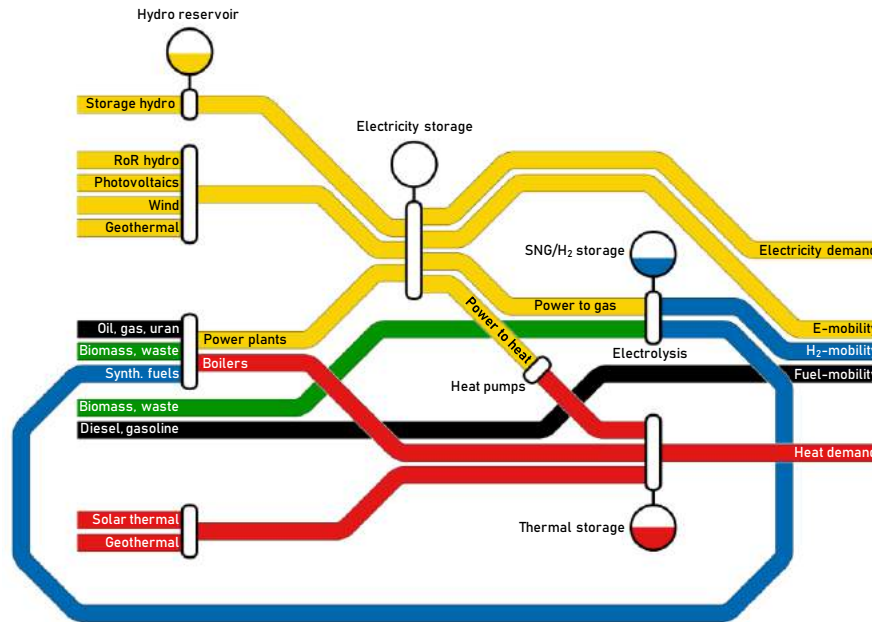 Hydro reservoir
Storage hydro
Electricity storage
RoR hydro
Photovoltaics
Wind
Geothermal
SNG/H₂ storage
Electricity demand
Power to gas
Oil, gas, uran
Power plants
Power to heat
E-mobility
Biomass, waste
Electrolysis
H₂-mobility
Boilers
Synth. fuels
Heat pumps
Fuel-mobility
Biomass, waste
Diesel, gasoline
Heat demand
Solar thermal
Thermal storage
Geothermal